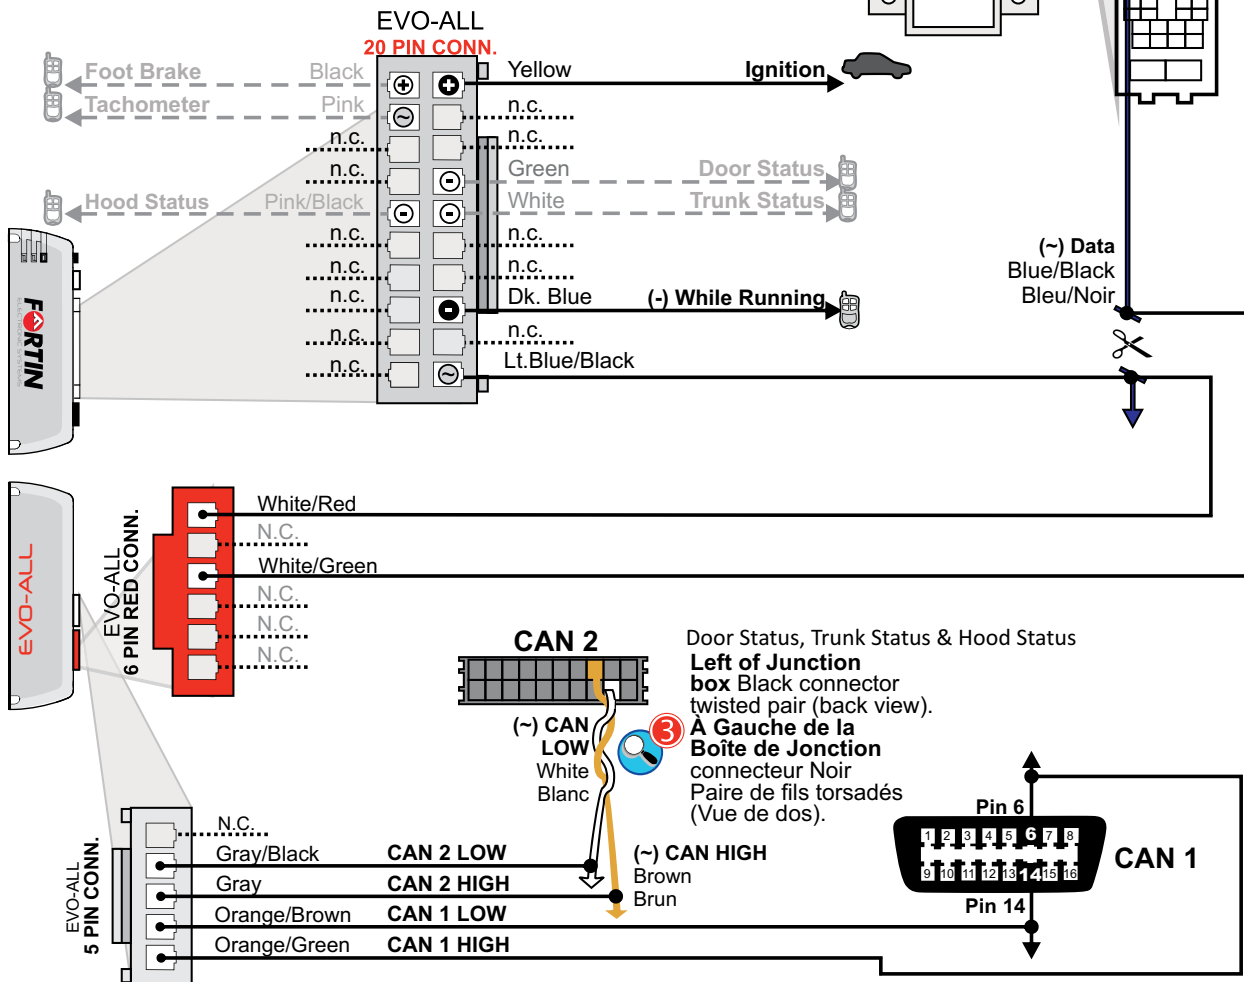 EVO-ALL
20 PIN CONN.
Foot Brake Black Yellow Ignition
Tachometer Pink n.c.
n.c. n.c.
n.c. Green Door Status
Hood Status Pink/Black White Trunk Status
n.c. n.c.
n.c. n.c.
n.c. Dk. Blue (-) While Running
n.c. n.c.
n.c. Lt.Blue/Black
(~) Data
Blue/Black
Bleu/Noir
FORTIN
EVO-ALL
EVO-ALL
6 PIN RED CONN.
White/Red
N.C.
White/Green
N.C.
N.C.
N.C.
CAN 2
(~) CAN
LOW
White
Blanc
(~) CAN HIGH
Brown
Brun
3
Door Status, Trunk Status & Hood Status
Left of Junction
box Black connector
twisted pair (back view).
À Gauche de la
Boîte de Jonction
connecteur Noir
Paire de fils torsadés
(Vue de dos).
EVO-ALL
5 PIN CONN.
N.C.
Gray/Black CAN 2 LOW
Gray CAN 2 HIGH
Orange/Brown CAN 1 LOW
Orange/Green CAN 1 HIGH
Pin 6
1 2 3 4 5 6 7 8
9 10 11 12 13 14 15 16
Pin 14
CAN 1